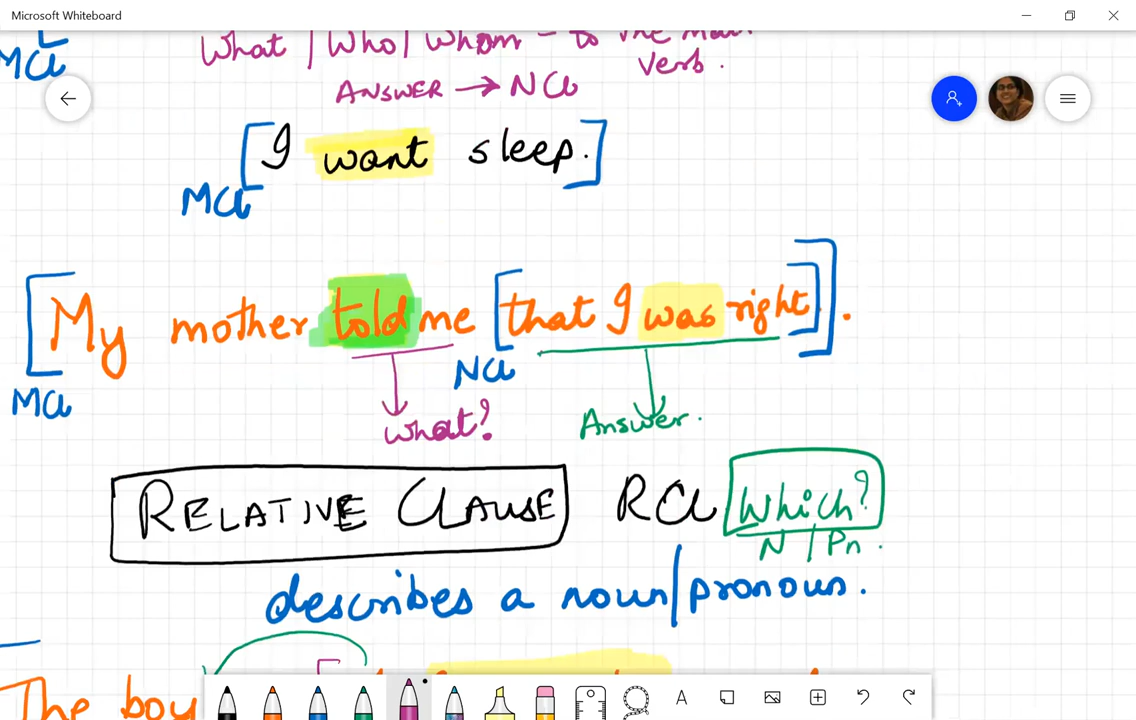 Microsoft Whiteboard
MCl
What / Who / Whom - to the main
verb.
ANSWER → NCl
[I want sleep.]
MCl
[My mother told me [that I was right]].
MCl
NCl
What?
Answer.
RELATIVE CLAUSE RCl Which?
N / Pn.
describes a noun/pronoun.
The boy
A